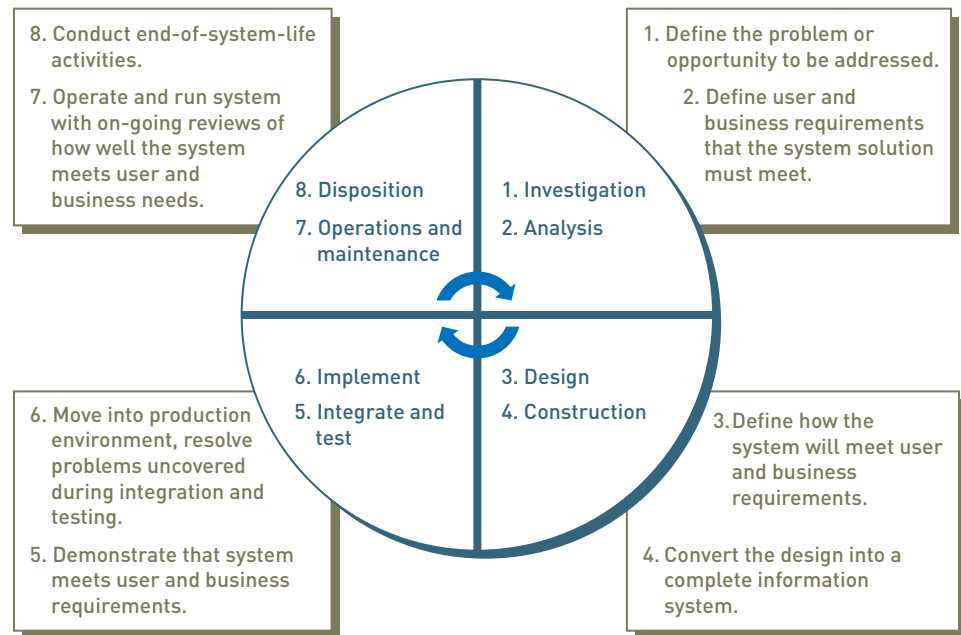 8. Conduct end-of-system-life
activities.
7. Operate and run system
with on-going reviews of
how well the system
meets user and
business needs.
1. Define the problem or
opportunity to be addressed.
2. Define user and
business requirements
that the system solution
must meet.
8. Disposition
7. Operations and
maintenance
1. Investigation
2. Analysis
6. Implement
5. Integrate and
test
3. Design
4. Construction
6. Move into production
environment, resolve
problems uncovered
during integration and
testing.
5. Demonstrate that system
meets user and business
requirements.
3. Define how the
system will meet user
and business
requirements.
4. Convert the design into a
complete information
system.